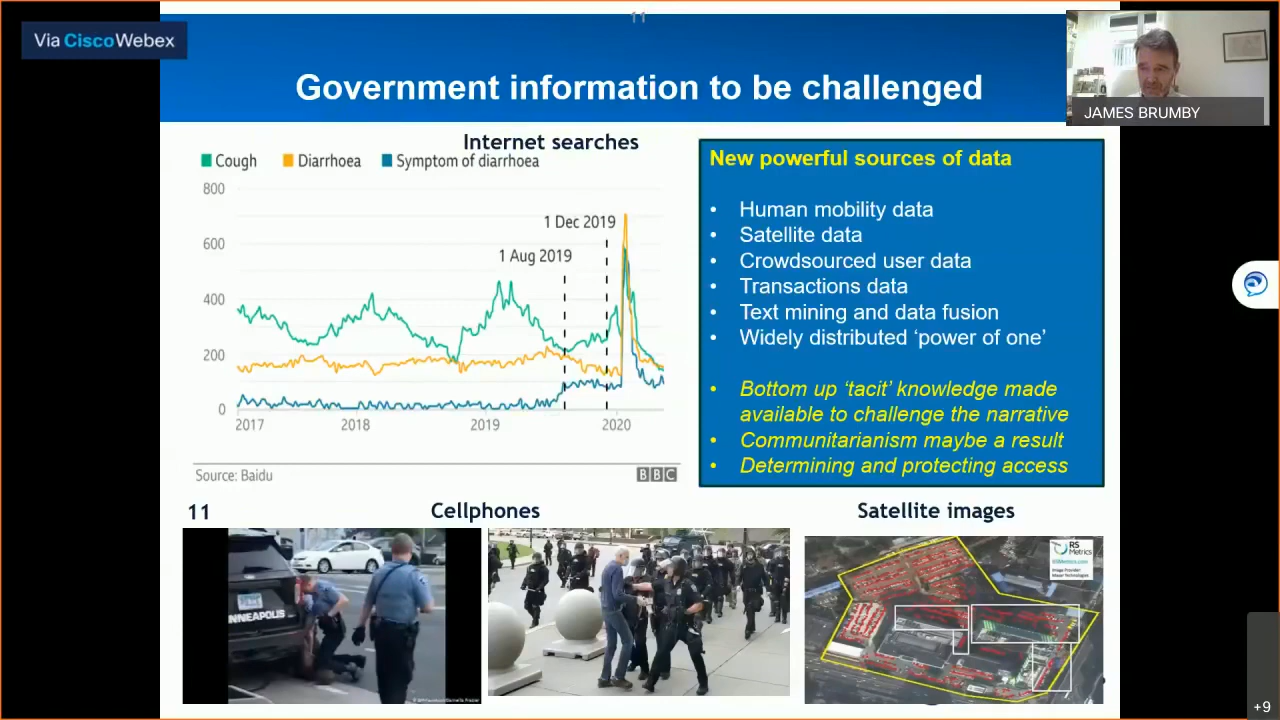 11
Via Cisco Webex
Government information to be challenged
JAMES BRUMBY
Internet searches
Cough
Diarrhoea
Symptom of diarrhoea
800
600
400
200
0
1 Dec 2019
1 Aug 2019
2017
2018
2019
2020
Source: Baidu
BBC
New powerful sources of data
• Human mobility data
• Satellite data
• Crowdsourced user data
• Transactions data
• Text mining and data fusion
• Widely distributed ‘power of one’
• Bottom up ‘tacit’ knowledge made
available to challenge the narrative
• Communitarianism maybe a result
• Determining and protecting access
11
Cellphones
Satellite images
MINNEAPOLIS
RS
Metrics
+9